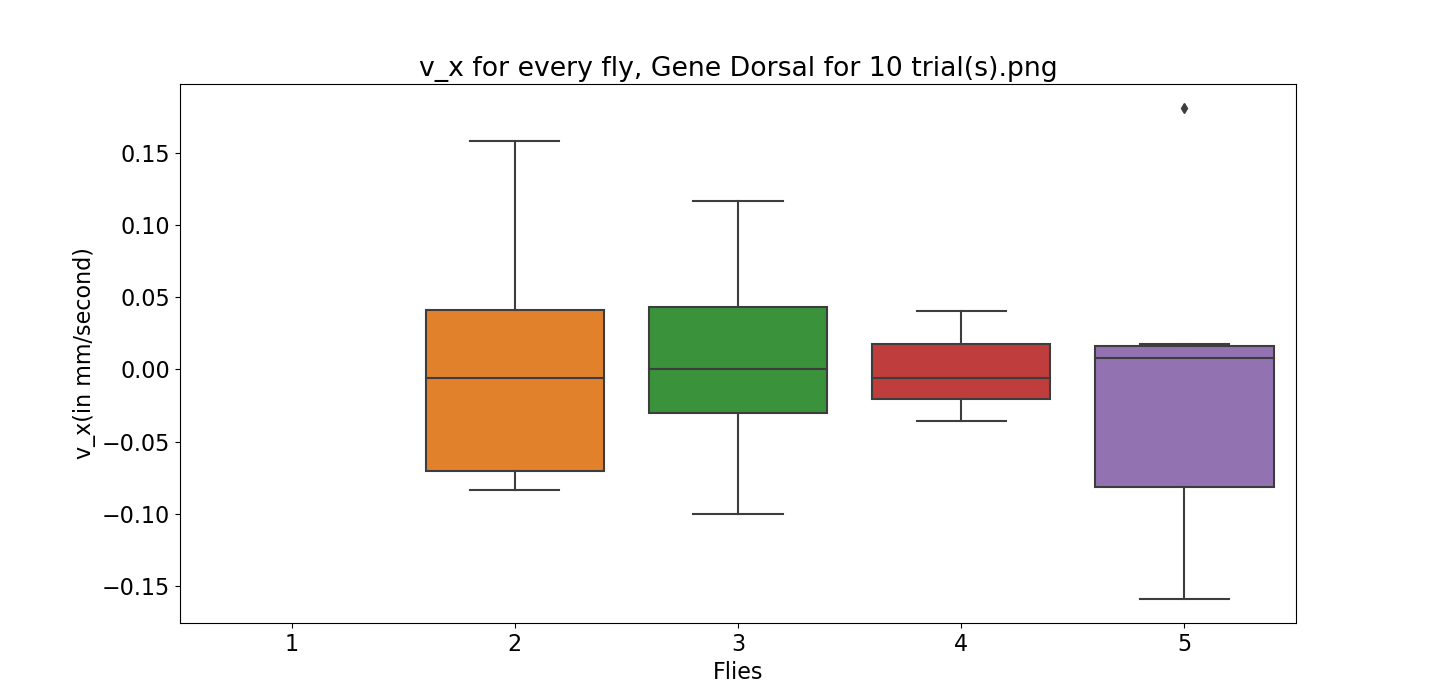 v_x for every fly, Gene Dorsal for 10 trial(s).png
v_x(in mm/second)
0.15
0.10
0.05
0.00
−0.05
−0.10
−0.15
1 2 3 4 5
Flies